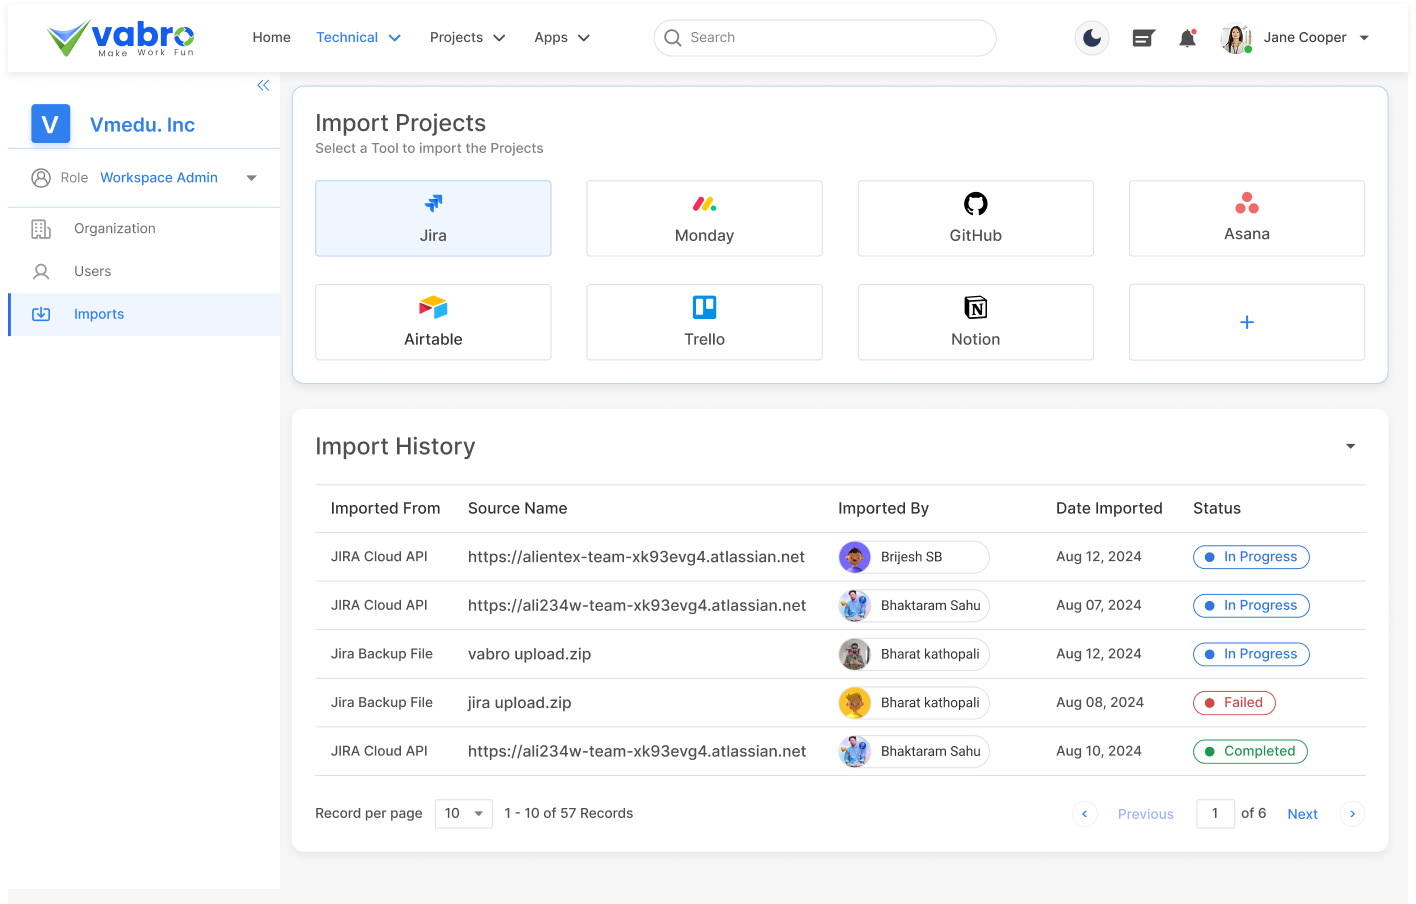 vabro
Make Work Fun
Home
Technical
Projects
Apps
Search
Jane Cooper
V
Vmedu. Inc
Role Workspace Admin
Organization
Users
Imports
Import Projects
Select a Tool to import the Projects
Jira
Monday
GitHub
Asana
Airtable
Trello
Notion
+
Import History
Imported From Source Name Imported By Date Imported Status
JIRA Cloud API https://alientex-team-xk93evg4.atlassian.net Brijesh SB Aug 12, 2024 In Progress
JIRA Cloud API https://ali234w-team-xk93evg4.atlassian.net Bhaktaram Sahu Aug 07, 2024 In Progress
Jira Backup File vabro upload.zip Bharat kathopali Aug 12, 2024 In Progress
Jira Backup File jira upload.zip Bharat kathopali Aug 08, 2024 Failed
JIRA Cloud API https://ali234w-team-xk93evg4.atlassian.net Bhaktaram Sahu Aug 10, 2024 Completed
Record per page 10 1 - 10 of 57 Records
Previous 1 of 6 Next